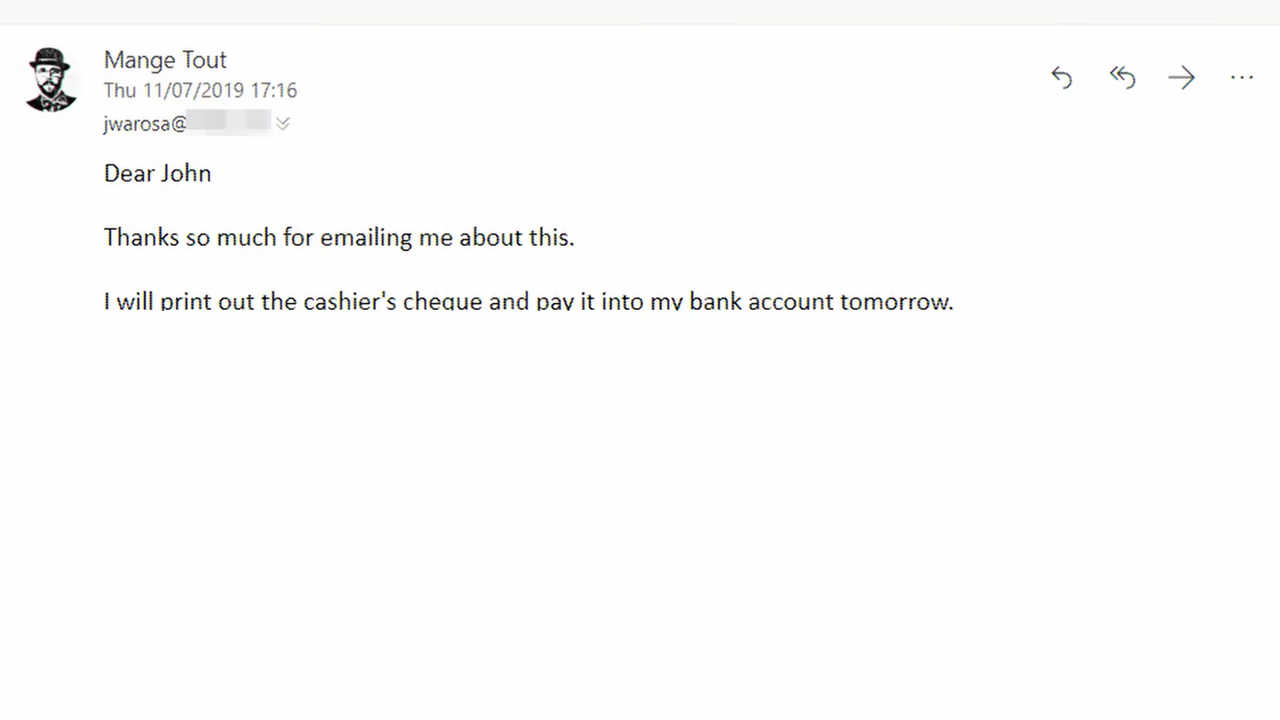 Mange Tout
Thu 11/07/2019 17:16
jwarosa@
Dear John
Thanks so much for emailing me about this.
I will print out the cashier's cheque and pay it into my bank account tomorrow.